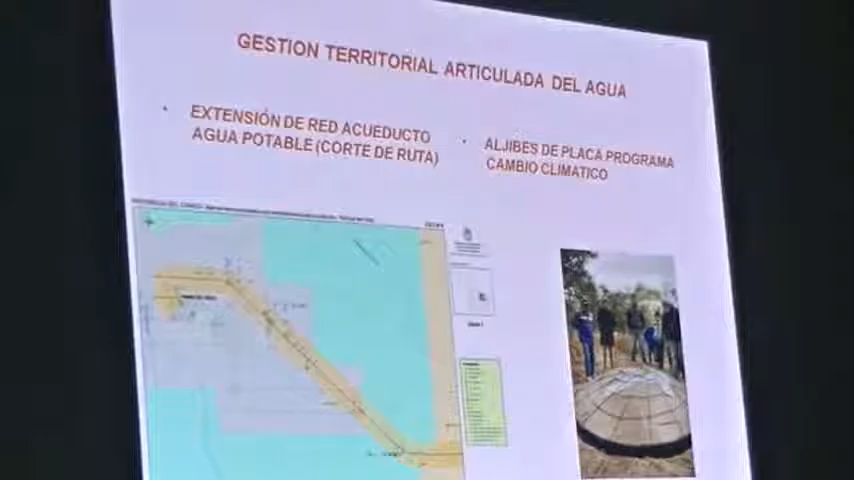 GESTION TERRITORIAL ARTICULADA DEL AGUA
• EXTENSIÓN DE RED ACUEDUCTO
AGUA POTABLE (CORTE DE RUTA)
• ALJIBES DE PLACA PROGRAMA
CAMBIO CLIMATICO